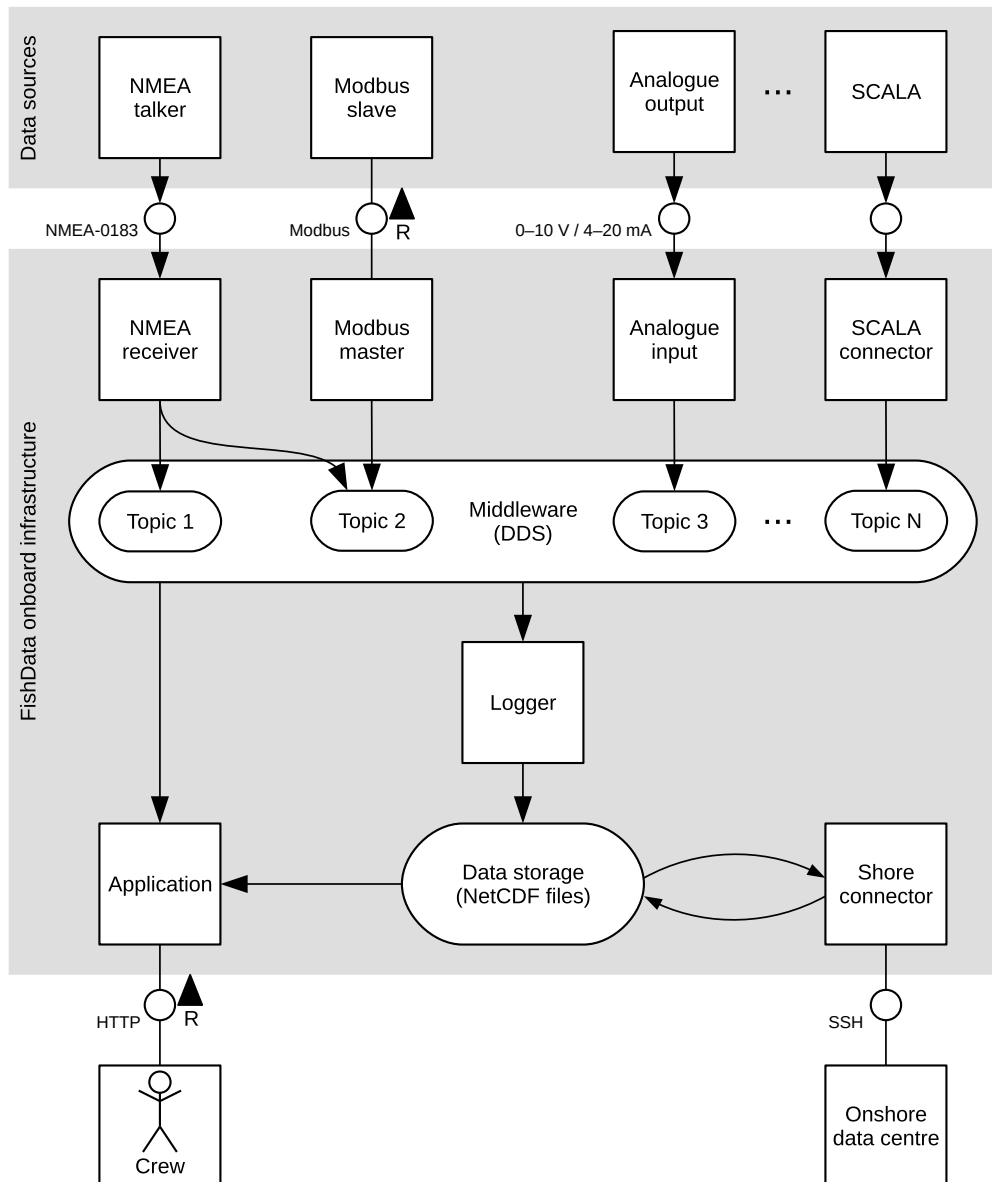 Data sources
NMEA
talker
Modbus
slave
Analogue
output
...
SCALA
NMEA-0183
Modbus
R
0–10 V / 4–20 mA
FishData onboard infrastructure
NMEA
receiver
Modbus
master
Analogue
input
SCALA
connector
Topic 1
Topic 2
Middleware
(DDS)
Topic 3
...
Topic N
Logger
Application
Data storage
(NetCDF files)
Shore
connector
HTTP
R
SSH
Crew
Onshore
data centre